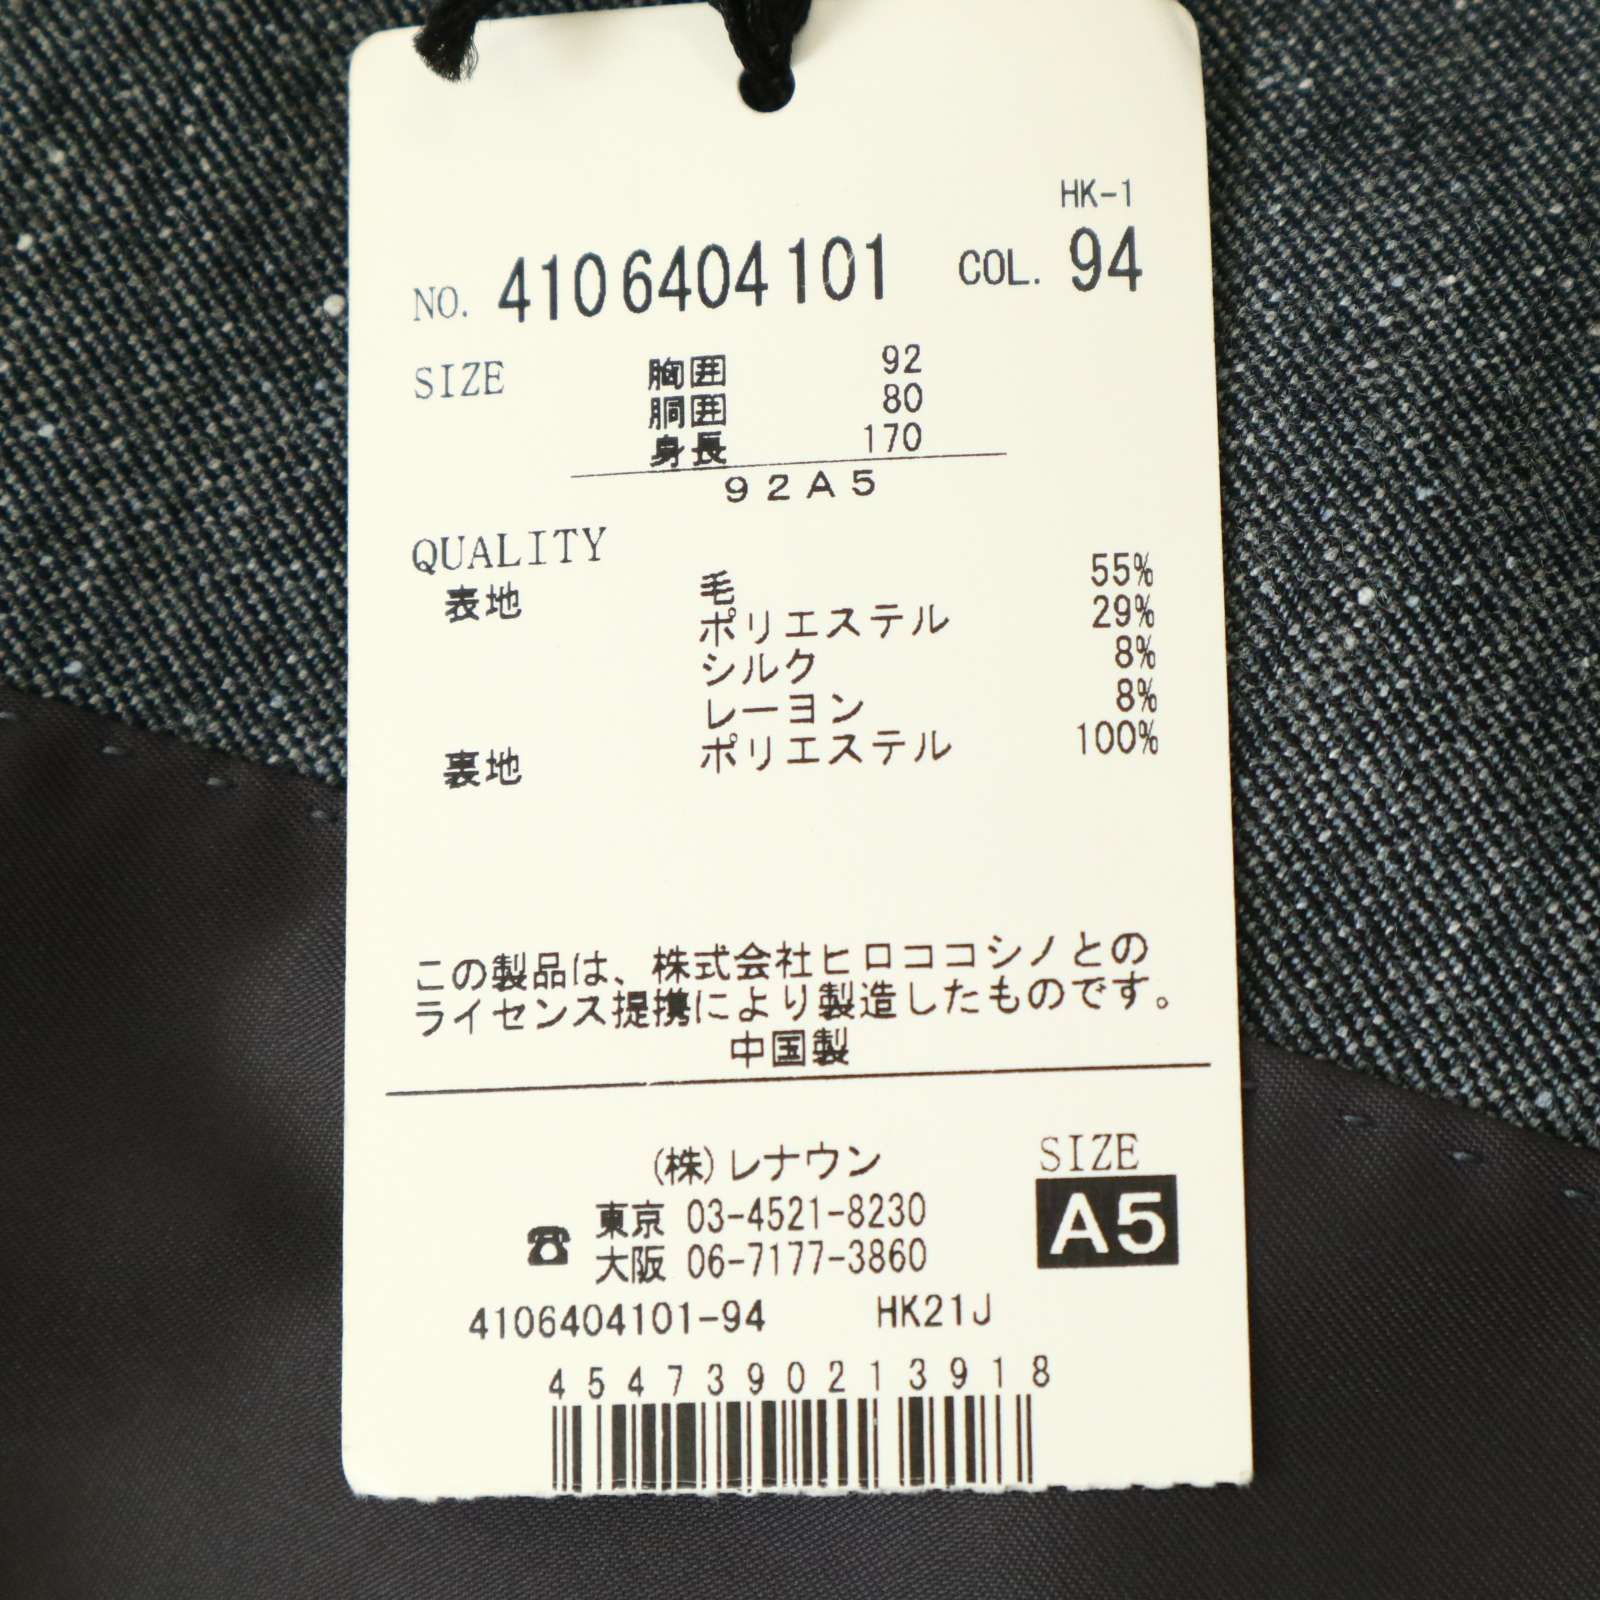 HK-1
NO. 4106404101 COL. 94
SIZE 胸囲 92
胴囲 80
身長 170
92A5
QUALITY
表地 毛 55%
ポリエステル 29%
シルク 8%
レーヨン 8%
裏地 ポリエステル 100%
この製品は、株式会社ヒロココシノとの
ライセンス提携により製造したものです。
中国製
(株)レナウン
☎ 東京 03-4521-8230
大阪 06-7177-3860
SIZE
A5
4106404101-94 HK21J
4547390213918